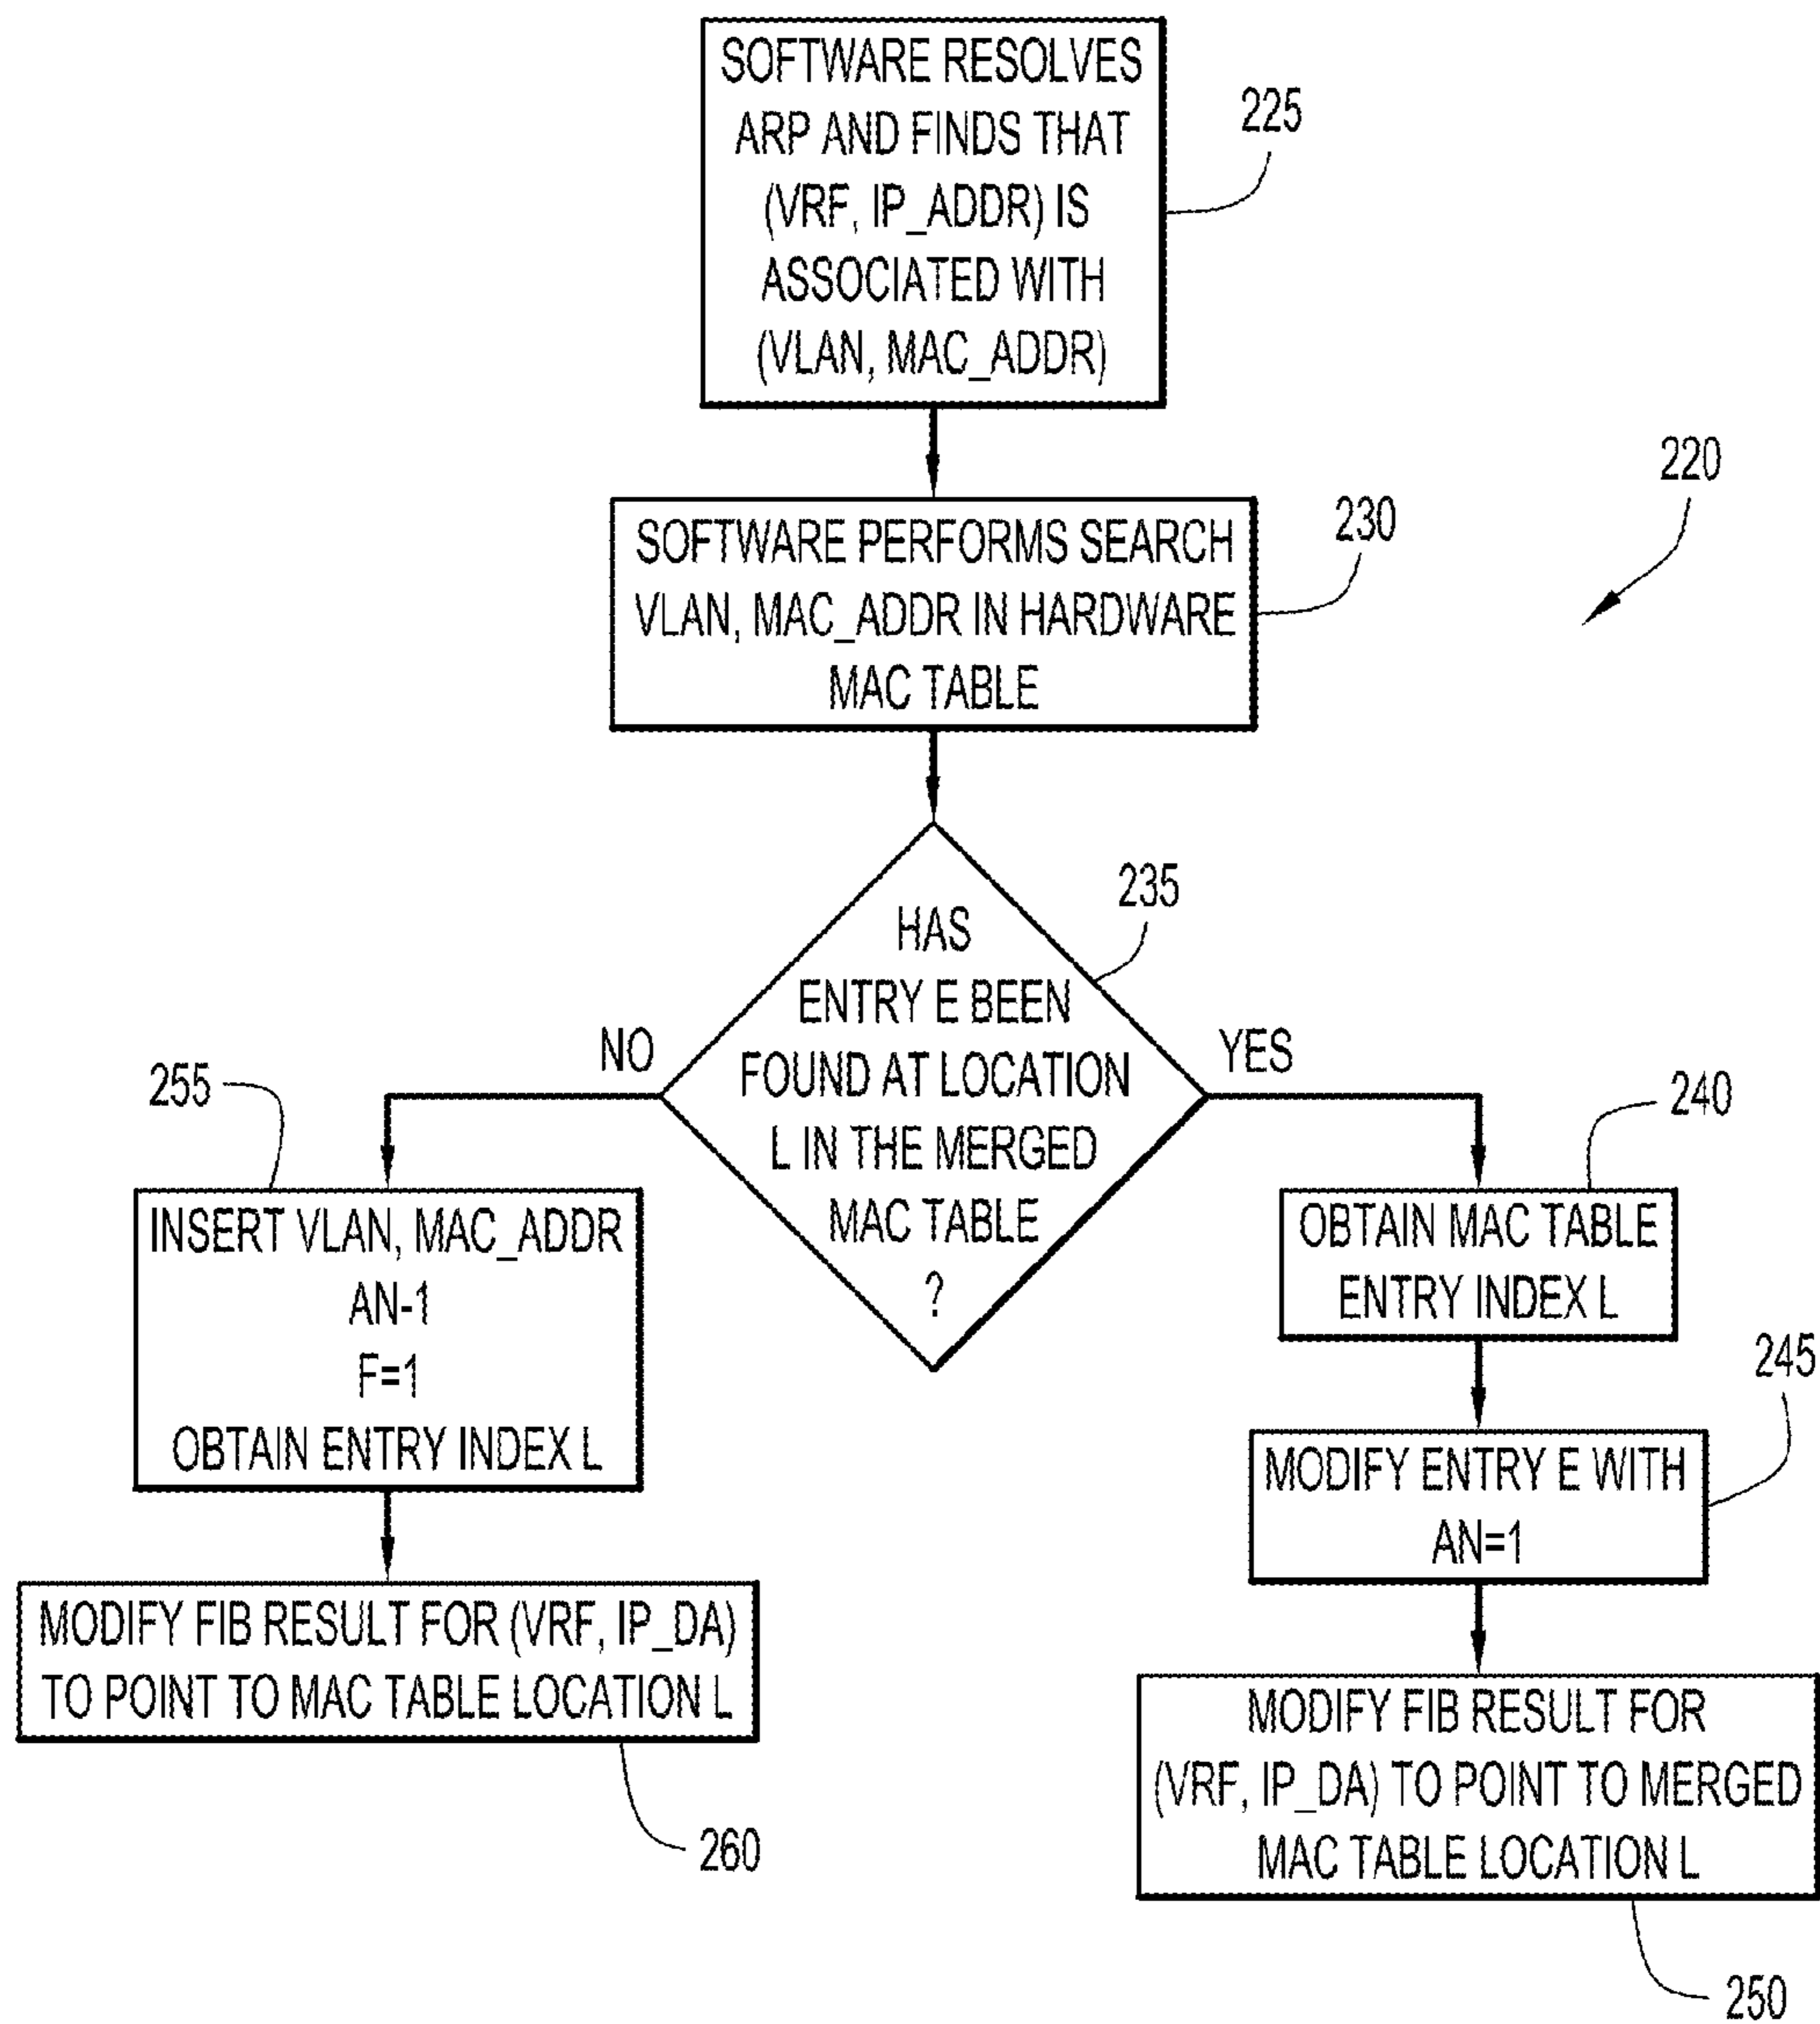 SOFTWARE RESOLVES
ARP AND FINDS THAT
(VRF, IP_ADDR) IS
ASSOCIATED WITH
(VLAN, MAC_ADDR)
225
220
SOFTWARE PERFORMS SEARCH
VLAN, MAC_ADDR IN HARDWARE
MAC TABLE
230
HAS
ENTRY E BEEN
FOUND AT LOCATION
L IN THE MERGED
MAC TABLE
?
235
NO
YES
255
INSERT VLAN, MAC_ADDR
AN-1
F=1
OBTAIN ENTRY INDEX L
240
OBTAIN MAC TABLE
ENTRY INDEX L
245
MODIFY ENTRY E WITH
AN=1
MODIFY FIB RESULT FOR (VRF, IP_DA)
TO POINT TO MAC TABLE LOCATION L
260
MODIFY FIB RESULT FOR
(VRF, IP_DA) TO POINT TO MERGED
MAC TABLE LOCATION L
250